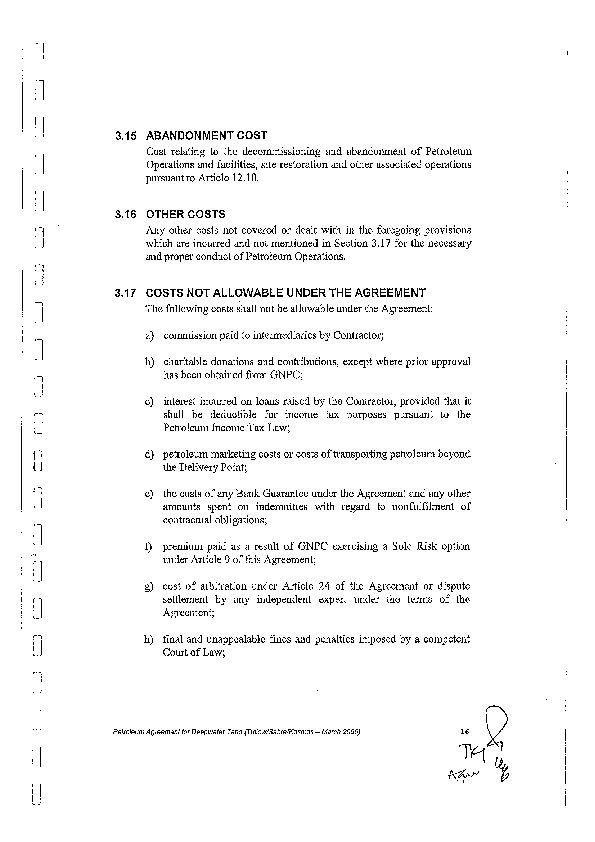 3.15 ABANDONMENT COST
Cost relating to the decommissioning and abandonment of Petroleum
Operations and facilities, site restoration and other associated operations
pursuant to Article 12.10.
3.16 OTHER COSTS
Any other costs not covered or dealt with in the foregoing provisions
which are incurred and not mentioned in Section 3.17 for the necessary
and proper conduct of Petroleum Operations.
3.17 COSTS NOT ALLOWABLE UNDER THE AGREEMENT
The following costs shall not be allowable under the Agreement:
a) commission paid to intermediaries by Contractor;
b) charitable donations and contributions, except where prior approval
has been obtained from GNPC;
c) interest incurred on loans raised by the Contractor, provided that it
shall be deductible for income tax purposes pursuant to the
Petroleum Income Tax Law;
d) petroleum marketing costs or costs of transporting petroleum beyond
the Delivery Point;
e) the costs of any Bank Guarantee under the Agreement and any other
amounts spent on indemnities with regard to nonfulfilment of
contractual obligations;
f) premium paid as a result of GNPC exercising a Sole Risk option
under Article 9 of this Agreement;
g) cost of arbitration under Article 24 of the Agreement or dispute
settlement by any independent expert under the terms of the
Agreement;
h) final and unappealable fines and penalties imposed by a competent
Court of Law;
Petroleum Agreement for Deepwater Tano (Tullow/Sabre/Kosmos – March 2006) 16